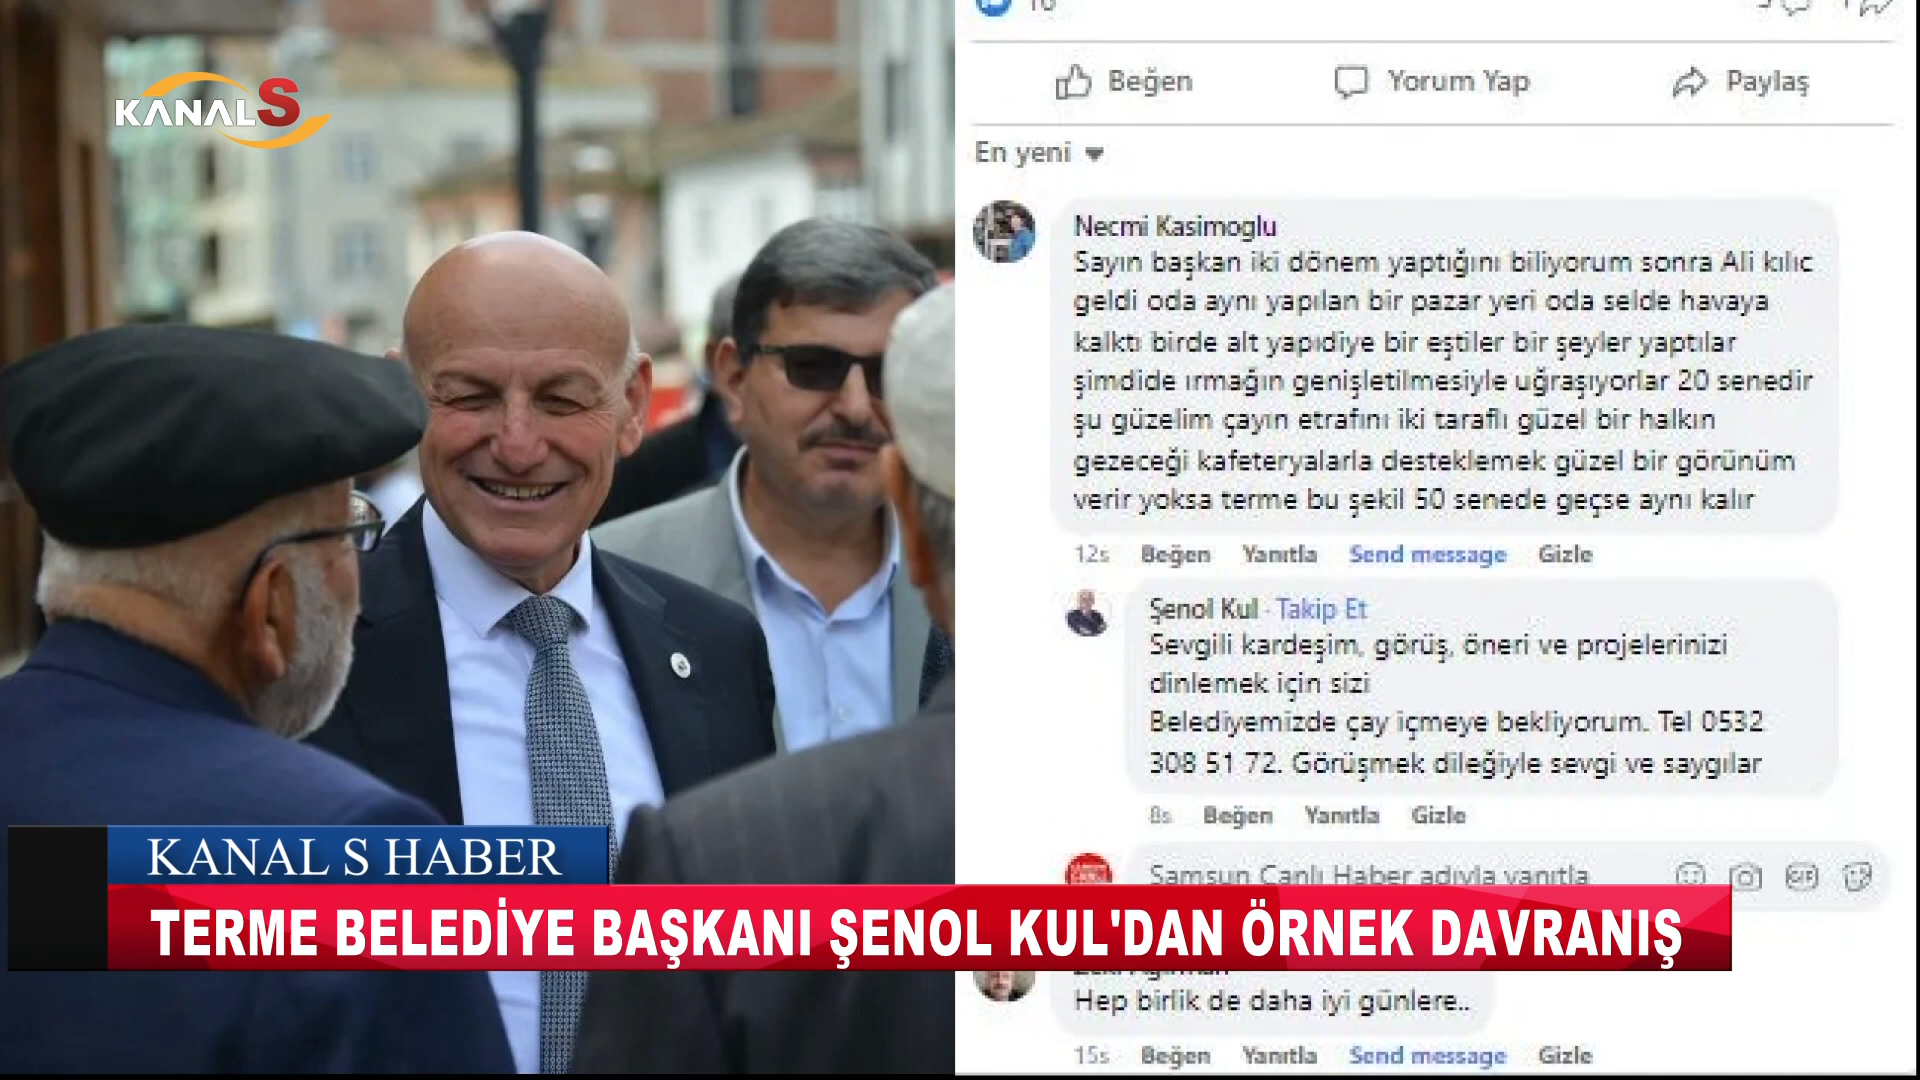 KANAL S
16
Beğen
Yorum Yap
Paylaş
En yeni
Necmi Kasimoglu
Sayın başkan iki dönem yaptığını biliyorum sonra Ali kılıc
geldi oda aynı yapılan bir pazar yeri oda selde havaya
kalktı birde alt yapıdiye bir eştiler bir şeyler yaptılar
şimdide ırmağın genişletilmesiyle uğraşıyorlar 20 senedir
şu güzelim çayın etrafını iki taraflı güzel bir halkın
gezeceği kafeteryalarla desteklemek güzel bir görünüm
verir yoksa terme bu şekil 50 senede geçse aynı kalır
12s Beğen Yanıtla Send message Gizle
Şenol Kul · Takip Et
Sevgili kardeşim, görüş, öneri ve projelerinizi
dinlemek için sizi
Belediyemizde çay içmeye bekliyorum. Tel 0532
308 51 72. Görüşmek dileğiyle sevgi ve saygılar
8s Beğen Yanıtla Gizle
Samsun Canlı Haber adıyla yanıtla
GIF
KANAL S HABER
TERME BELEDİYE BAŞKANI ŞENOL KUL'DAN ÖRNEK DAVRANIŞ
Hep birlik de daha iyi günlere..
15s Beğen Yanıtla Send message Gizle